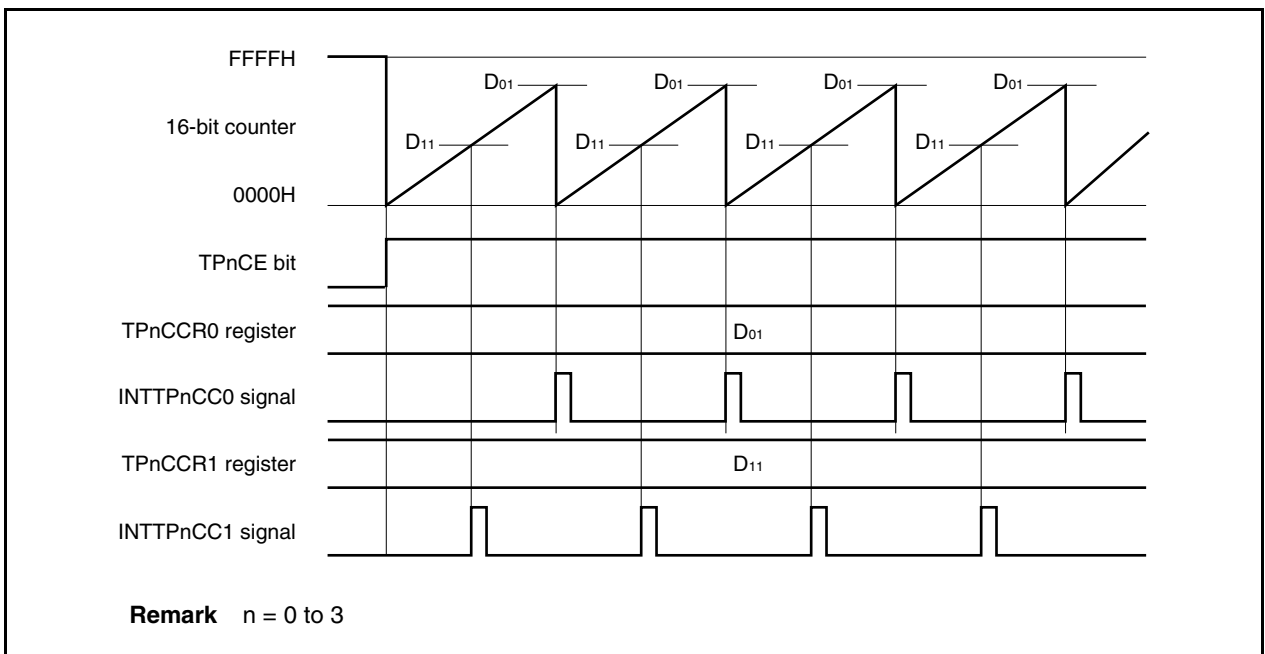 FFFFH
D01 D01 D01 D01
16-bit counter
D11 D11 D11 D11
0000H
TPnCE bit
TPnCCR0 register D01
INTTPnCC0 signal
TPnCCR1 register D11
INTTPnCC1 signal
Remark n = 0 to 3